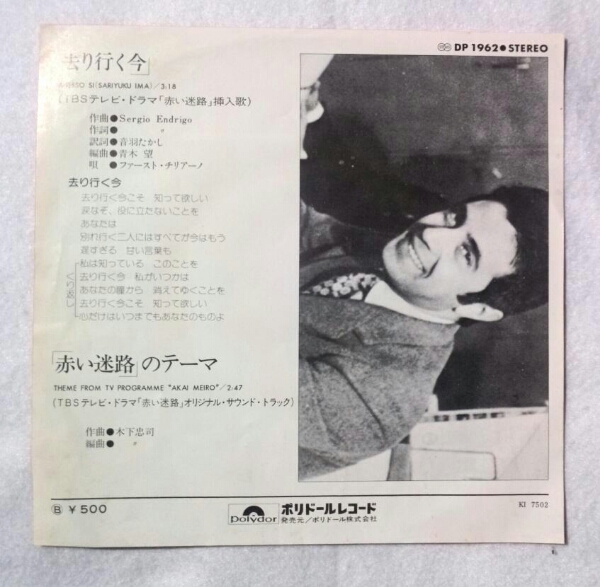 DP 1962●STEREO
「去り行く今」
ADESSO SI(SARIYUKU IMA)/3:18
(TBSテレビ・ドラマ「赤い迷路」挿入歌)
作曲●Sergio Endrigo
作詞● 〃
訳詞●音羽たかし
編曲●青木 望
唄 ●ファースト・チリアーノ
去り行く今
去り行く今こそ 知って欲しい
涙なぞ、役に立たないことを
あなたは
別れ行く二人にはすべてが今はもう
遅すぎる 甘い言葉も
私は知っている このことを
去り行く今 私がいつかは
あなたの瞳から 消えてゆくことを
去り行く今こそ 知って欲しい
心だけはいつまでもあなたのものよ
くりかえし
「赤い迷路」のテーマ
THEME FROM TV PROGRAMME "AKAI MEIRO"/2:47
(TBSテレビ・ドラマ「赤い迷路」オリジナル・サウンド・トラック)
作曲●木下忠司
編曲● 〃
Ⓑ ¥500
polydor
ポリドールレコード
発売元/ポリドール株式会社
KI 7502